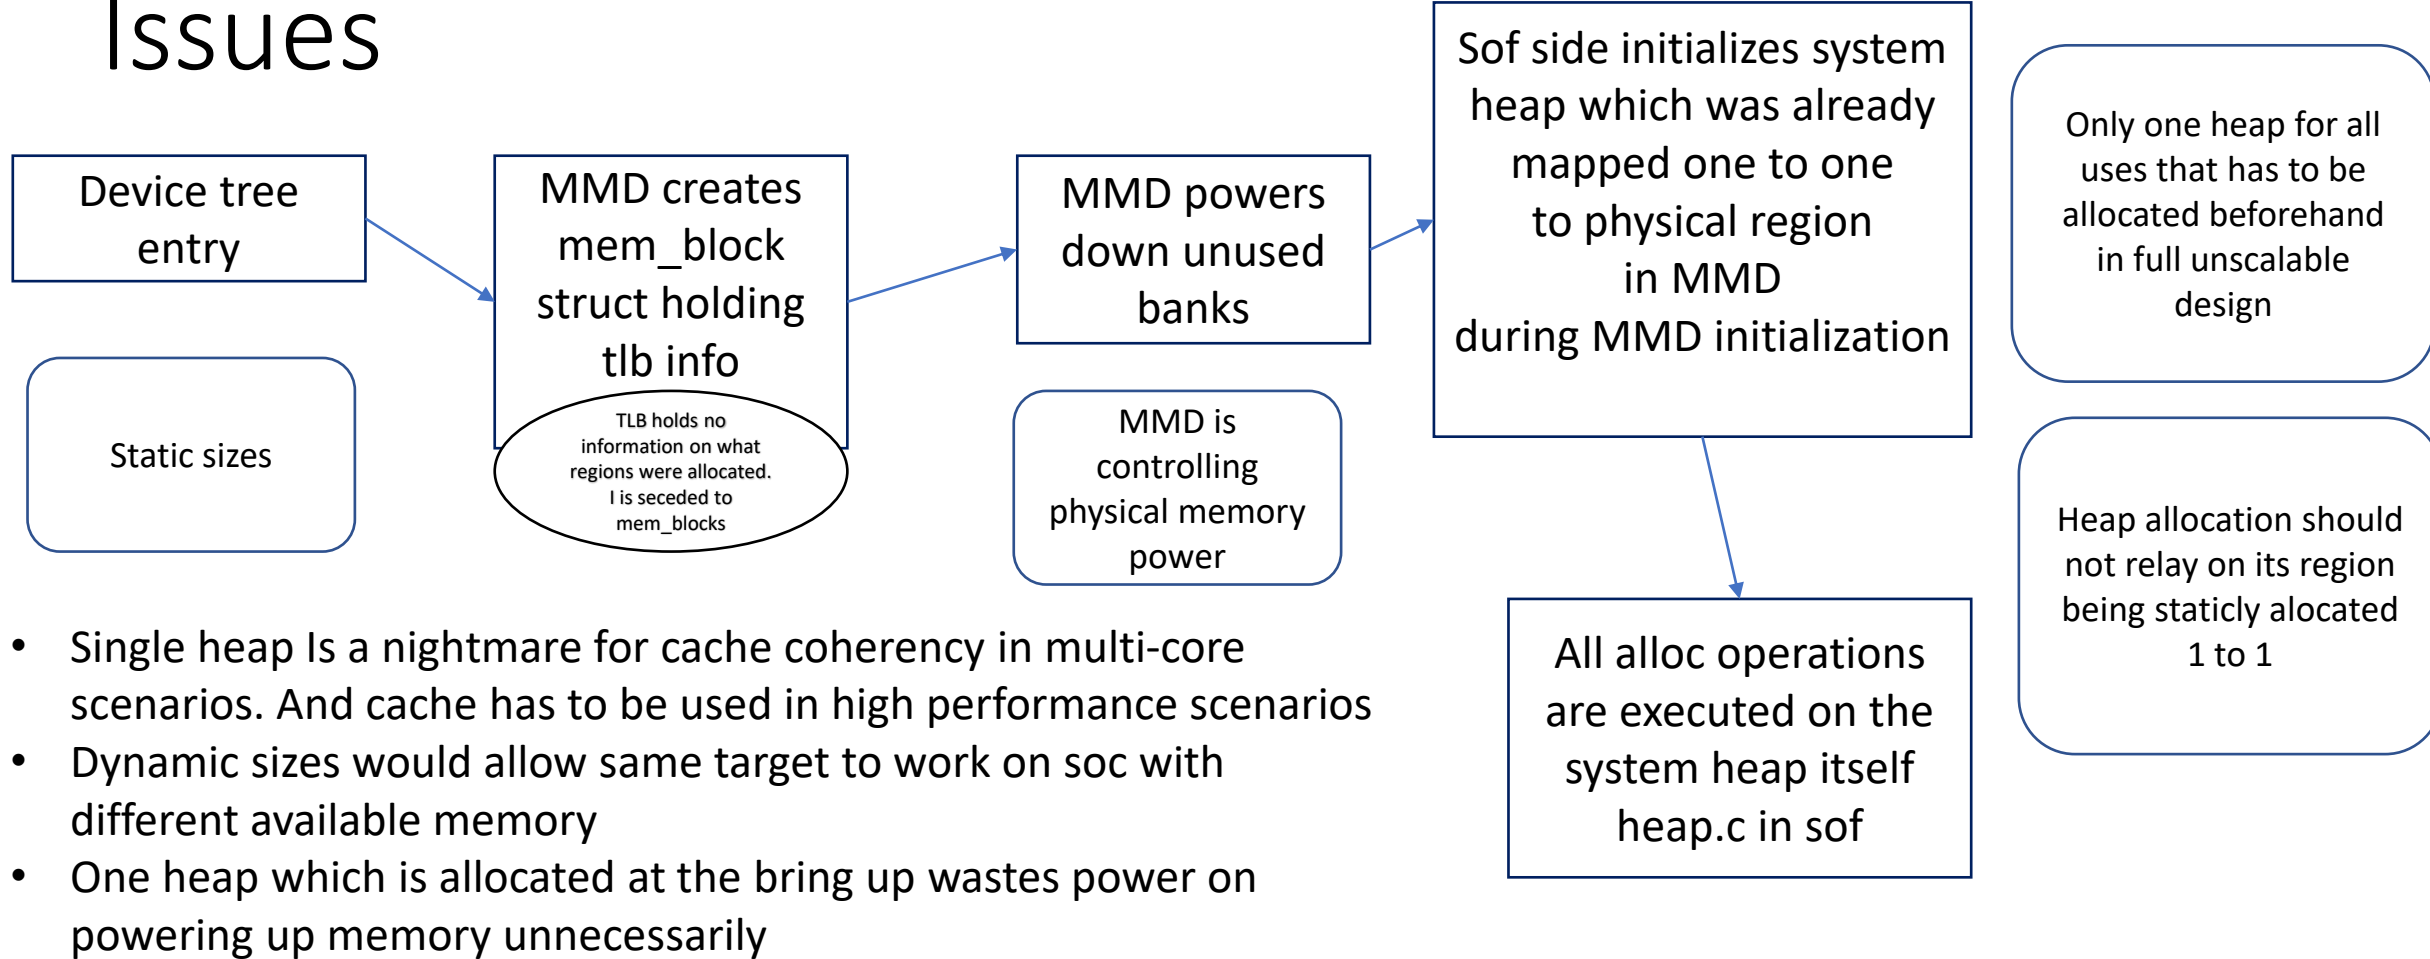 Issues
Device tree
entry
Static sizes
MMD creates
mem_block
struct holding
tlb info
TLB holds no
information on what
regions were allocated.
I is seceded to
mem_blocks
MMD powers
down unused
banks
MMD is
controlling
physical memory
power
Sof side initializes system
heap which was already
mapped one to one
to physical region
in MMD
during MMD initialization
Only one heap for all
uses that has to be
allocated beforehand
in full unscalable
design
Heap allocation should
not relay on its region
being staticly alocated
1 to 1
All alloc operations
are executed on the
system heap itself
heap.c in sof
• Single heap Is a nightmare for cache coherency in multi-core
scenarios. And cache has to be used in high performance scenarios
• Dynamic sizes would allow same target to work on soc with
different available memory
• One heap which is allocated at the bring up wastes power on
powering up memory unnecessarily